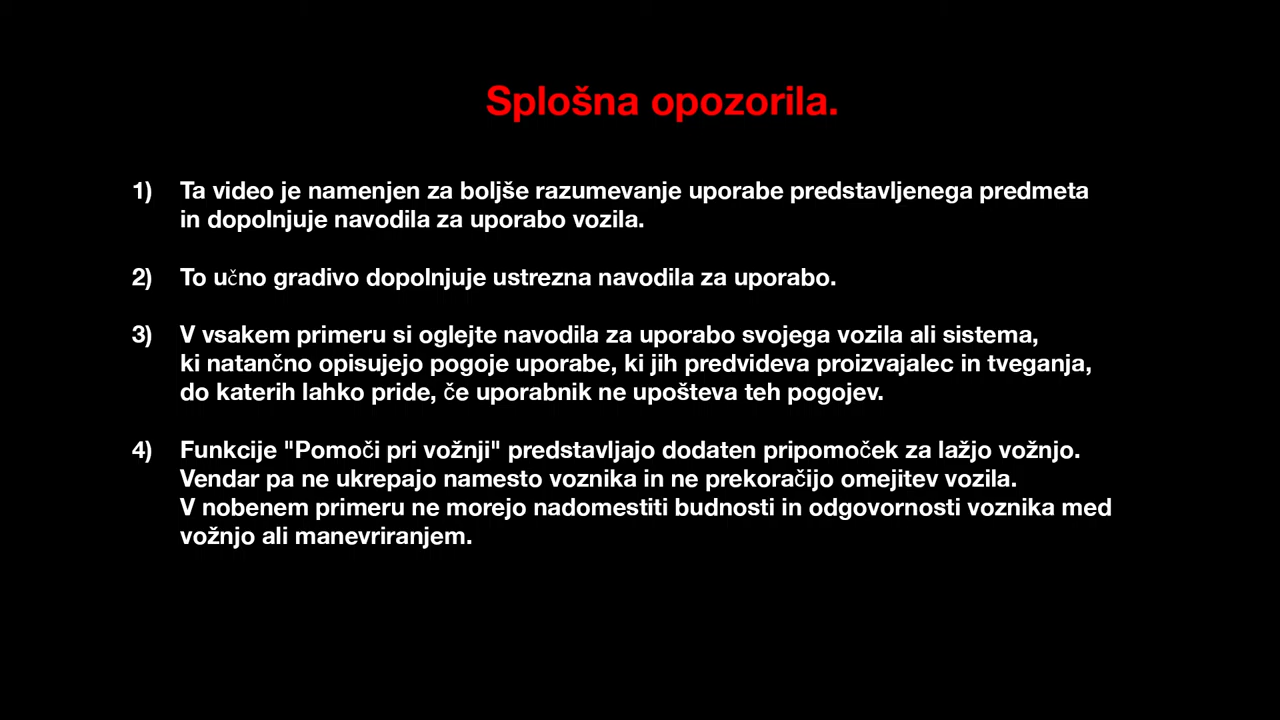 Splošna opozorila.
1) Ta video je namenjen za boljše razumevanje uporabe predstavljenega predmeta
in dopolnjuje navodila za uporabo vozila.
2) To učno gradivo dopolnjuje ustrezna navodila za uporabo.
3) V vsakem primeru si oglejte navodila za uporabo svojega vozila ali sistema,
ki natančno opisujejo pogoje uporabe, ki jih predvideva proizvajalec in tveganja,
do katerih lahko pride, če uporabnik ne upošteva teh pogojev.
4) Funkcije "Pomoči pri vožnji" predstavljajo dodaten pripomoček za lažjo vožnjo.
Vendar pa ne ukrepajo namesto voznika in ne prekoračijo omejitev vozila.
V nobenem primeru ne morejo nadomestiti budnosti in odgovornosti voznika med
vožnjo ali manevriranjem.